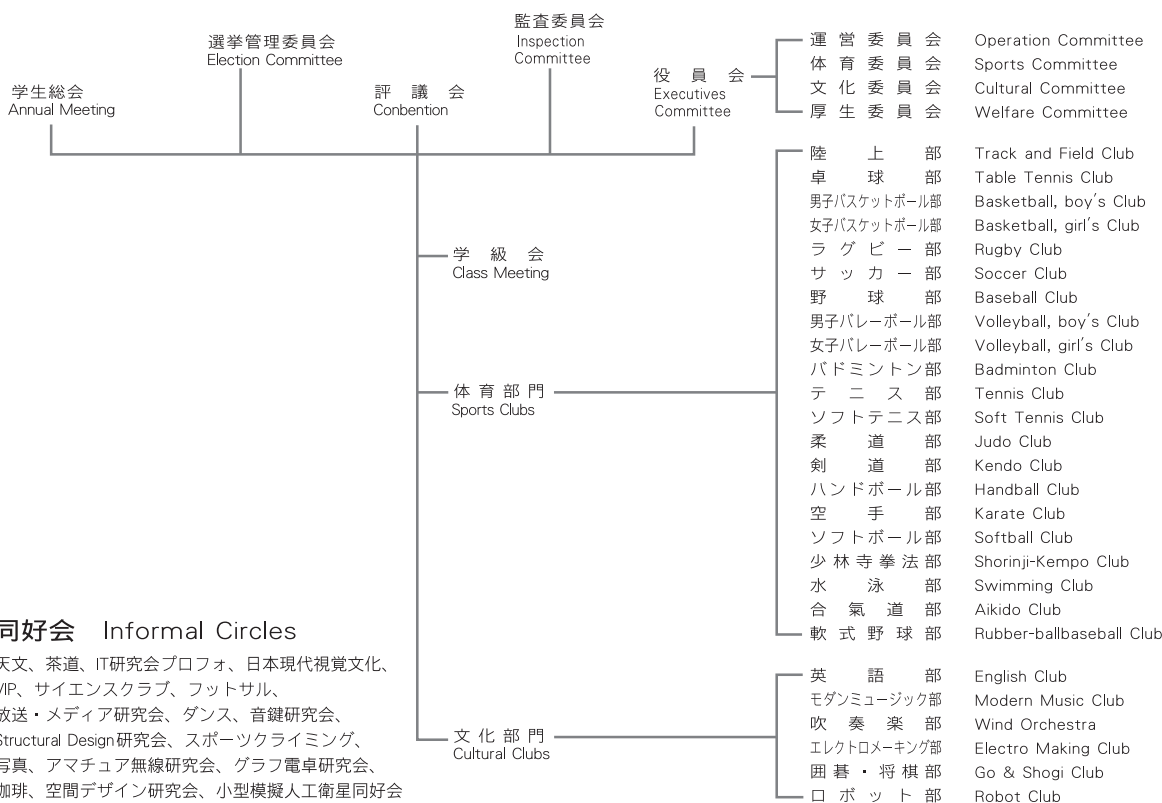 監査委員会
Inspection
Committee
選挙管理委員会
Election Committee
学生総会
Annual Meeting
評議会
Conbention
役員会
Executives
Committee
運営委員会 Operation Committee
体育委員会 Sports Committee
文化委員会 Cultural Committee
厚生委員会 Welfare Committee
陸上部 Track and Field Club
卓球部 Table Tennis Club
男子バスケットボール部 Basketball, boy's Club
女子バスケットボール部 Basketball, girl's Club
ラグビー部 Rugby Club
サッカー部 Soccer Club
野球部 Baseball Club
男子バレーボール部 Volleyball, boy's Club
女子バレーボール部 Volleyball, girl's Club
バドミントン部 Badminton Club
テニス部 Tennis Club
ソフトテニス部 Soft Tennis Club
柔道部 Judo Club
剣道部 Kendo Club
ハンドボール部 Handball Club
空手部 Karate Club
ソフトボール部 Softball Club
少林寺拳法部 Shorinji-Kempo Club
水泳部 Swimming Club
合氣道部 Aikido Club
軟式野球部 Rubber-ballbaseball Club
学級会
Class Meeting
体育部門
Sports Clubs
文化部門
Cultural Clubs
英語部 English Club
モダンミュージック部 Modern Music Club
吹奏楽部 Wind Orchestra
エレクトロメーキング部 Electro Making Club
囲碁・将棋部 Go & Shogi Club
ロボット部 Robot Club
同好会 Informal Circles
天文、茶道、IT研究会プロフォ、日本現代視覚文化、
VIP、サイエンスクラブ、フットサル、
放送・メディア研究会、ダンス、音鍵研究会、
Structural Design研究会、スポーツクライミング、
写真、アマチュア無線研究会、グラフ電卓研究会、
珈琲、空間デザイン研究会、小型模擬人工衛星同好会